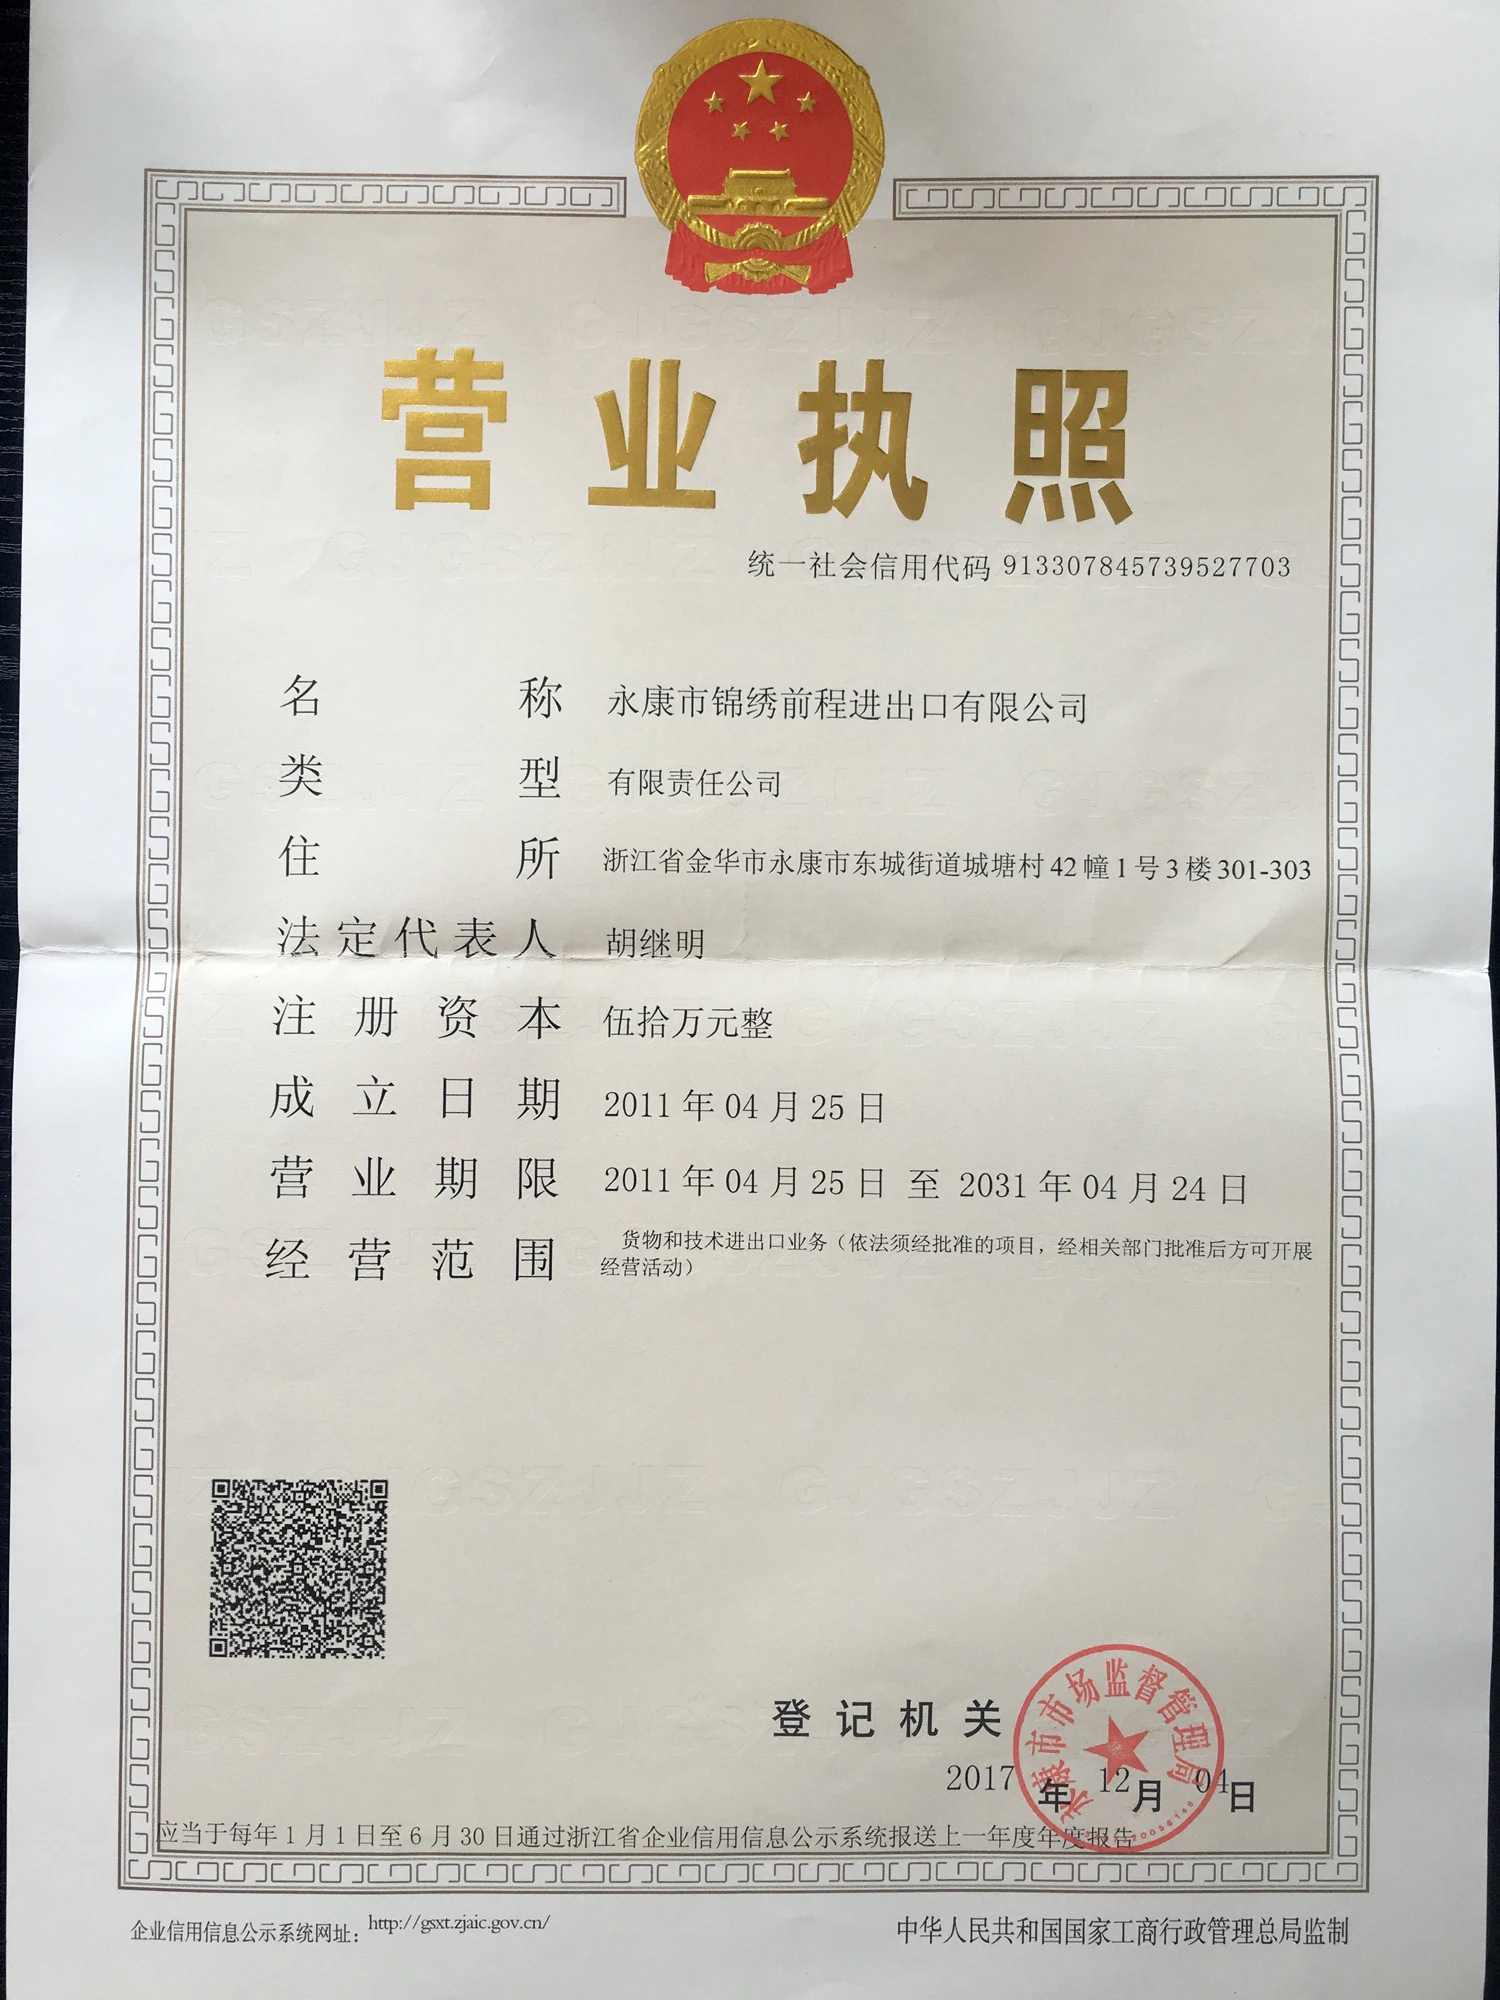 营业执照
统一社会信用代码 913307845739527703
名称 永康市锦绣前程进出口有限公司
类型 有限责任公司
住所 浙江省金华市永康市东城街道城塘村42幢1号3楼301-303
法定代表人 胡继明
注册资本 伍拾万元整
成立日期 2011年04月25日
营业期限 2011年04月25日 至 2031年04月24日
经营范围 货物和技术进出口业务（依法须经批准的项目，经相关部门批准后方可开展
经营活动）
登记机关
永康市市场监督管理局
2017年12月04日
应当于每年1月1日至6月30日通过浙江省企业信用信息公示系统报送上一年度年度报告
企业信用信息公示系统网址：http://gsxt.zjaic.gov.cn/
中华人民共和国国家工商行政管理总局监制